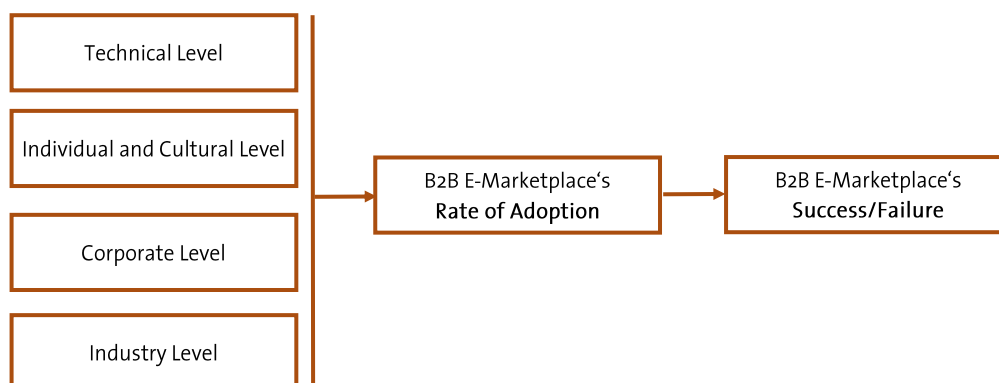 Technical Level
Individual and Cultural Level
Corporate Level
Industry Level
B2B E-Marketplace‘s
Rate of Adoption
B2B E-Marketplace‘s
Success/Failure